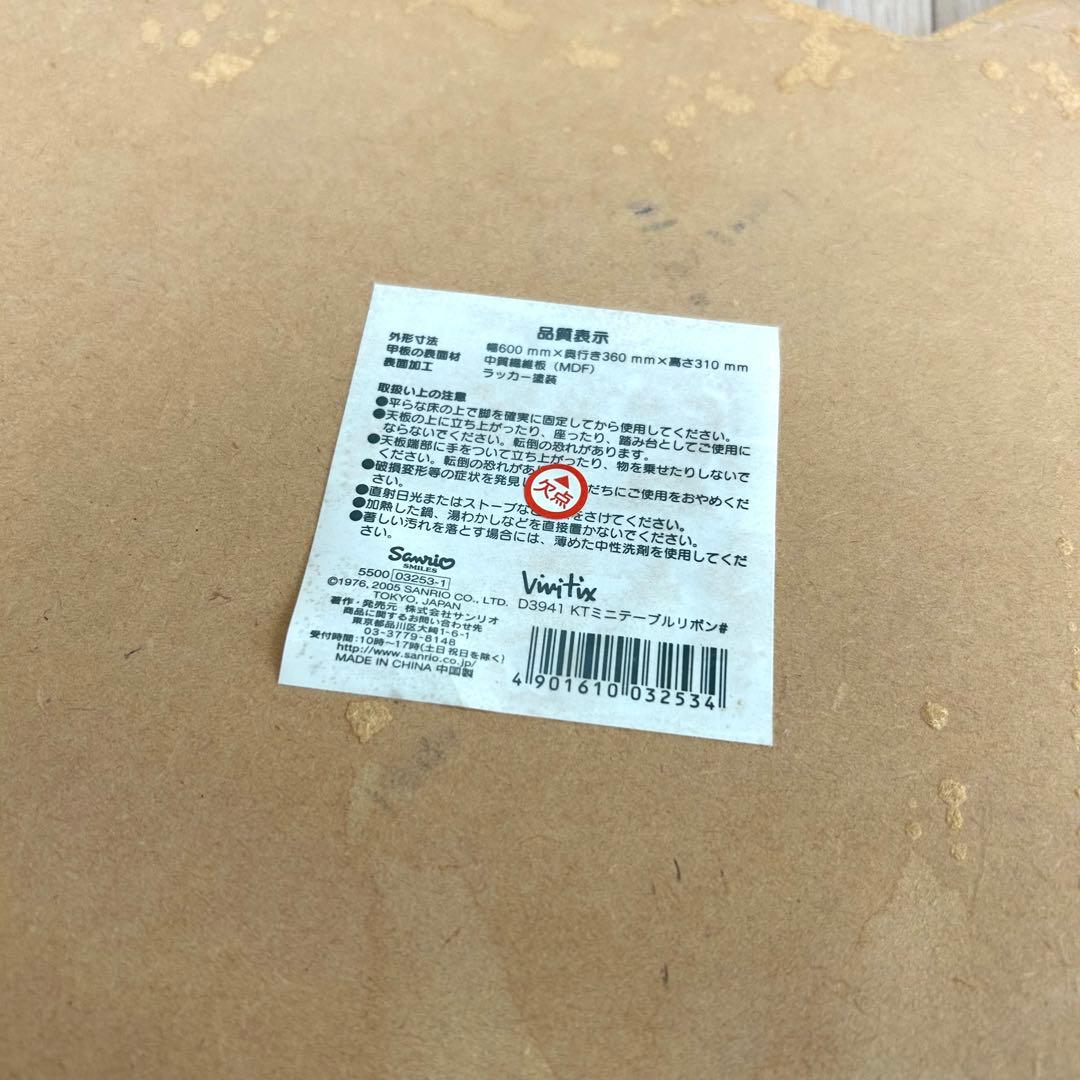 品質表示
外形寸法 幅600 mm×奥行き360 mm×高さ310 mm
甲板の表面材 中質繊維板(MDF)
表面加工 ラッカー塗装
取扱い上の注意
●平らな床の上で脚を確実に固定してから使用してください。
●天板の上に立ち上がったり、座ったり、踏み台としてご使用に
ならないでください。転倒の恐れがあります。
●天板端部に手をついて立ち上がったり、物を乗せたりしないで
ください。転倒の恐れがあ
●破損変形等の症状を発見し だちにご使用をおやめくだ
さい。
●直射日光またはストーブな をさけてください。
●加熱した鍋、湯わかしなどを直接置かないでください。
●著しい汚れを落とす場合には、薄めた中性洗剤を使用してくだ
さい。
欠点
Sanrio
SMILES
5500 03253-1
©1976, 2005 SANRIO CO., LTD.
TOKYO, JAPAN
著作・発売元 株式会社サンリオ
商品に関するお問い合わせ先
東京都品川区大崎1-6-1
03-3779-8148
受付時間:10時〜17時(土日祝日を除く)
http://www.sanrio.co.jp/
MADE IN CHINA 中国製
Vivitix
D3941 KTミニテーブルリボン#
4 901610 032534